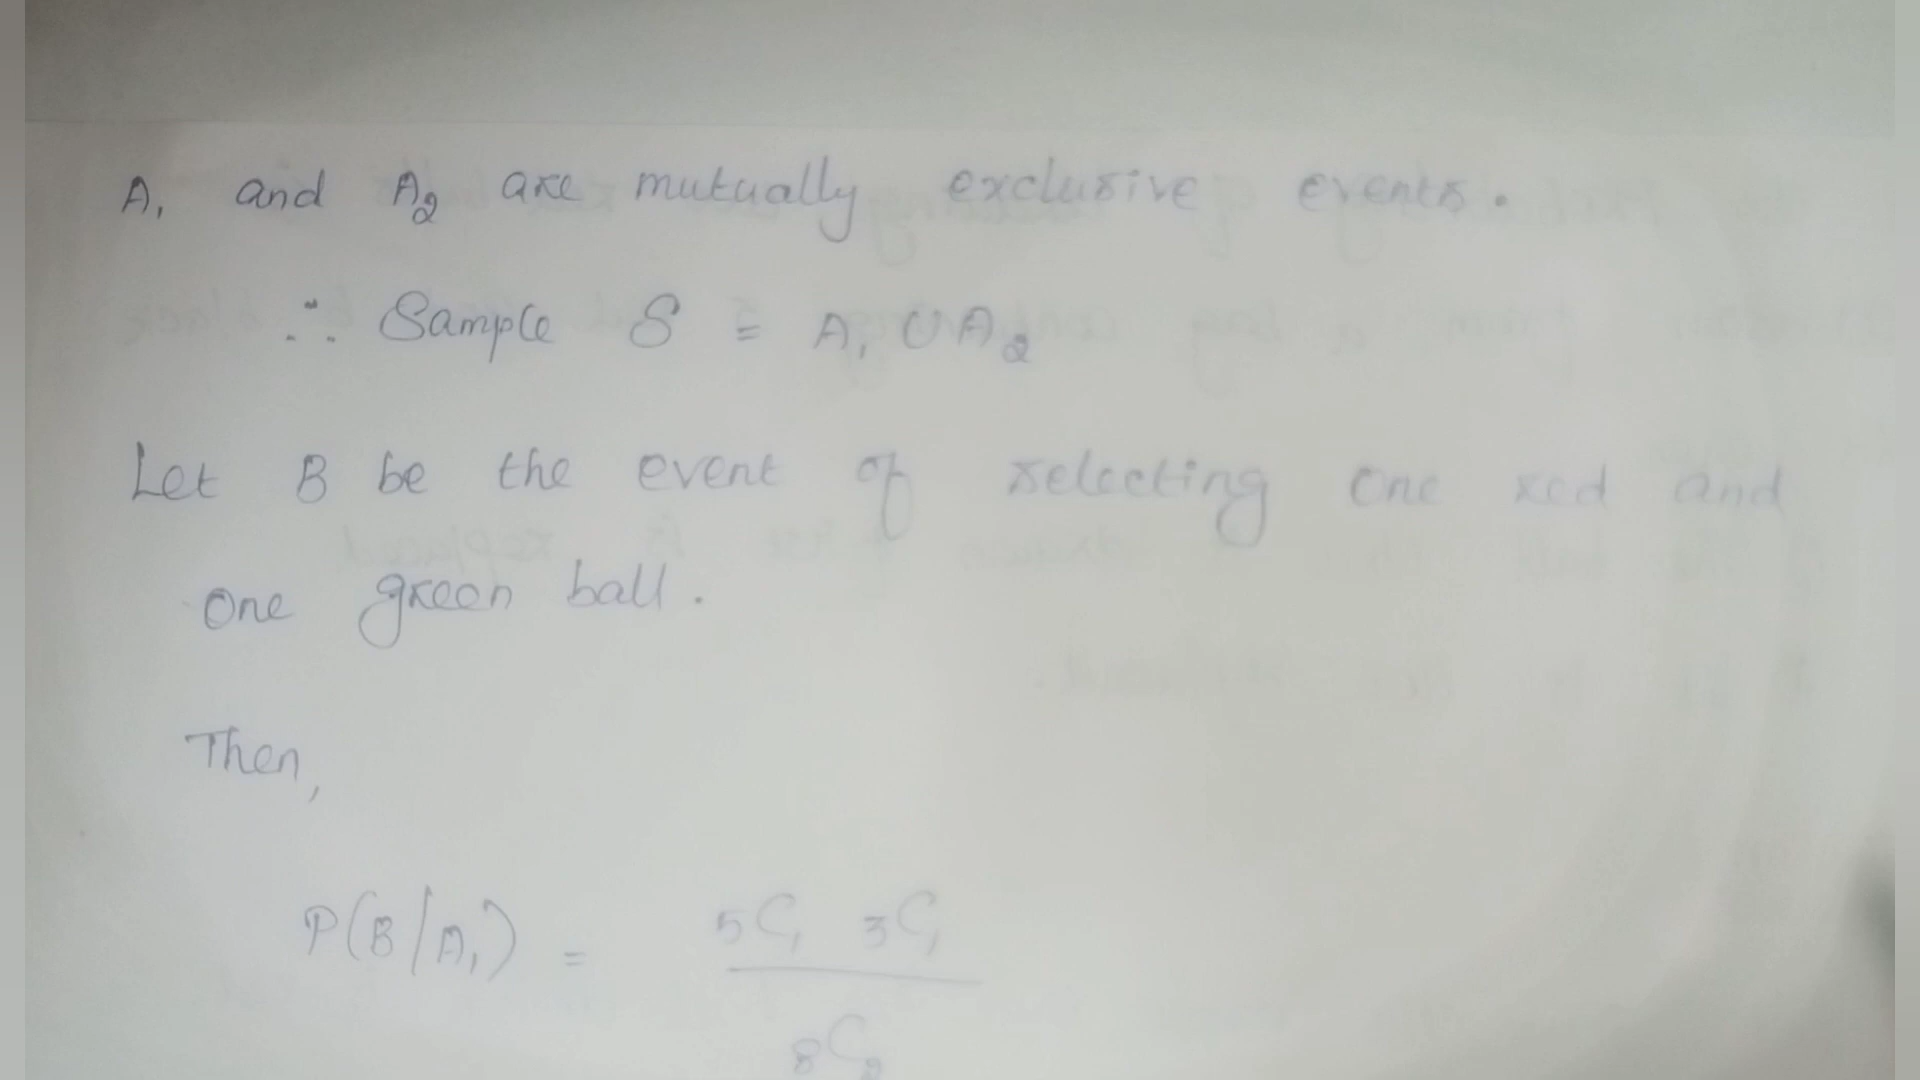 A₁ and A₂ are mutually exclusive events.
∴ Sample S = A₁ ∪ A₂
Let B be the event of selecting one red and
one green ball.
Then,
P(B/A₁) = 5C₁ 3C₁
8C₂